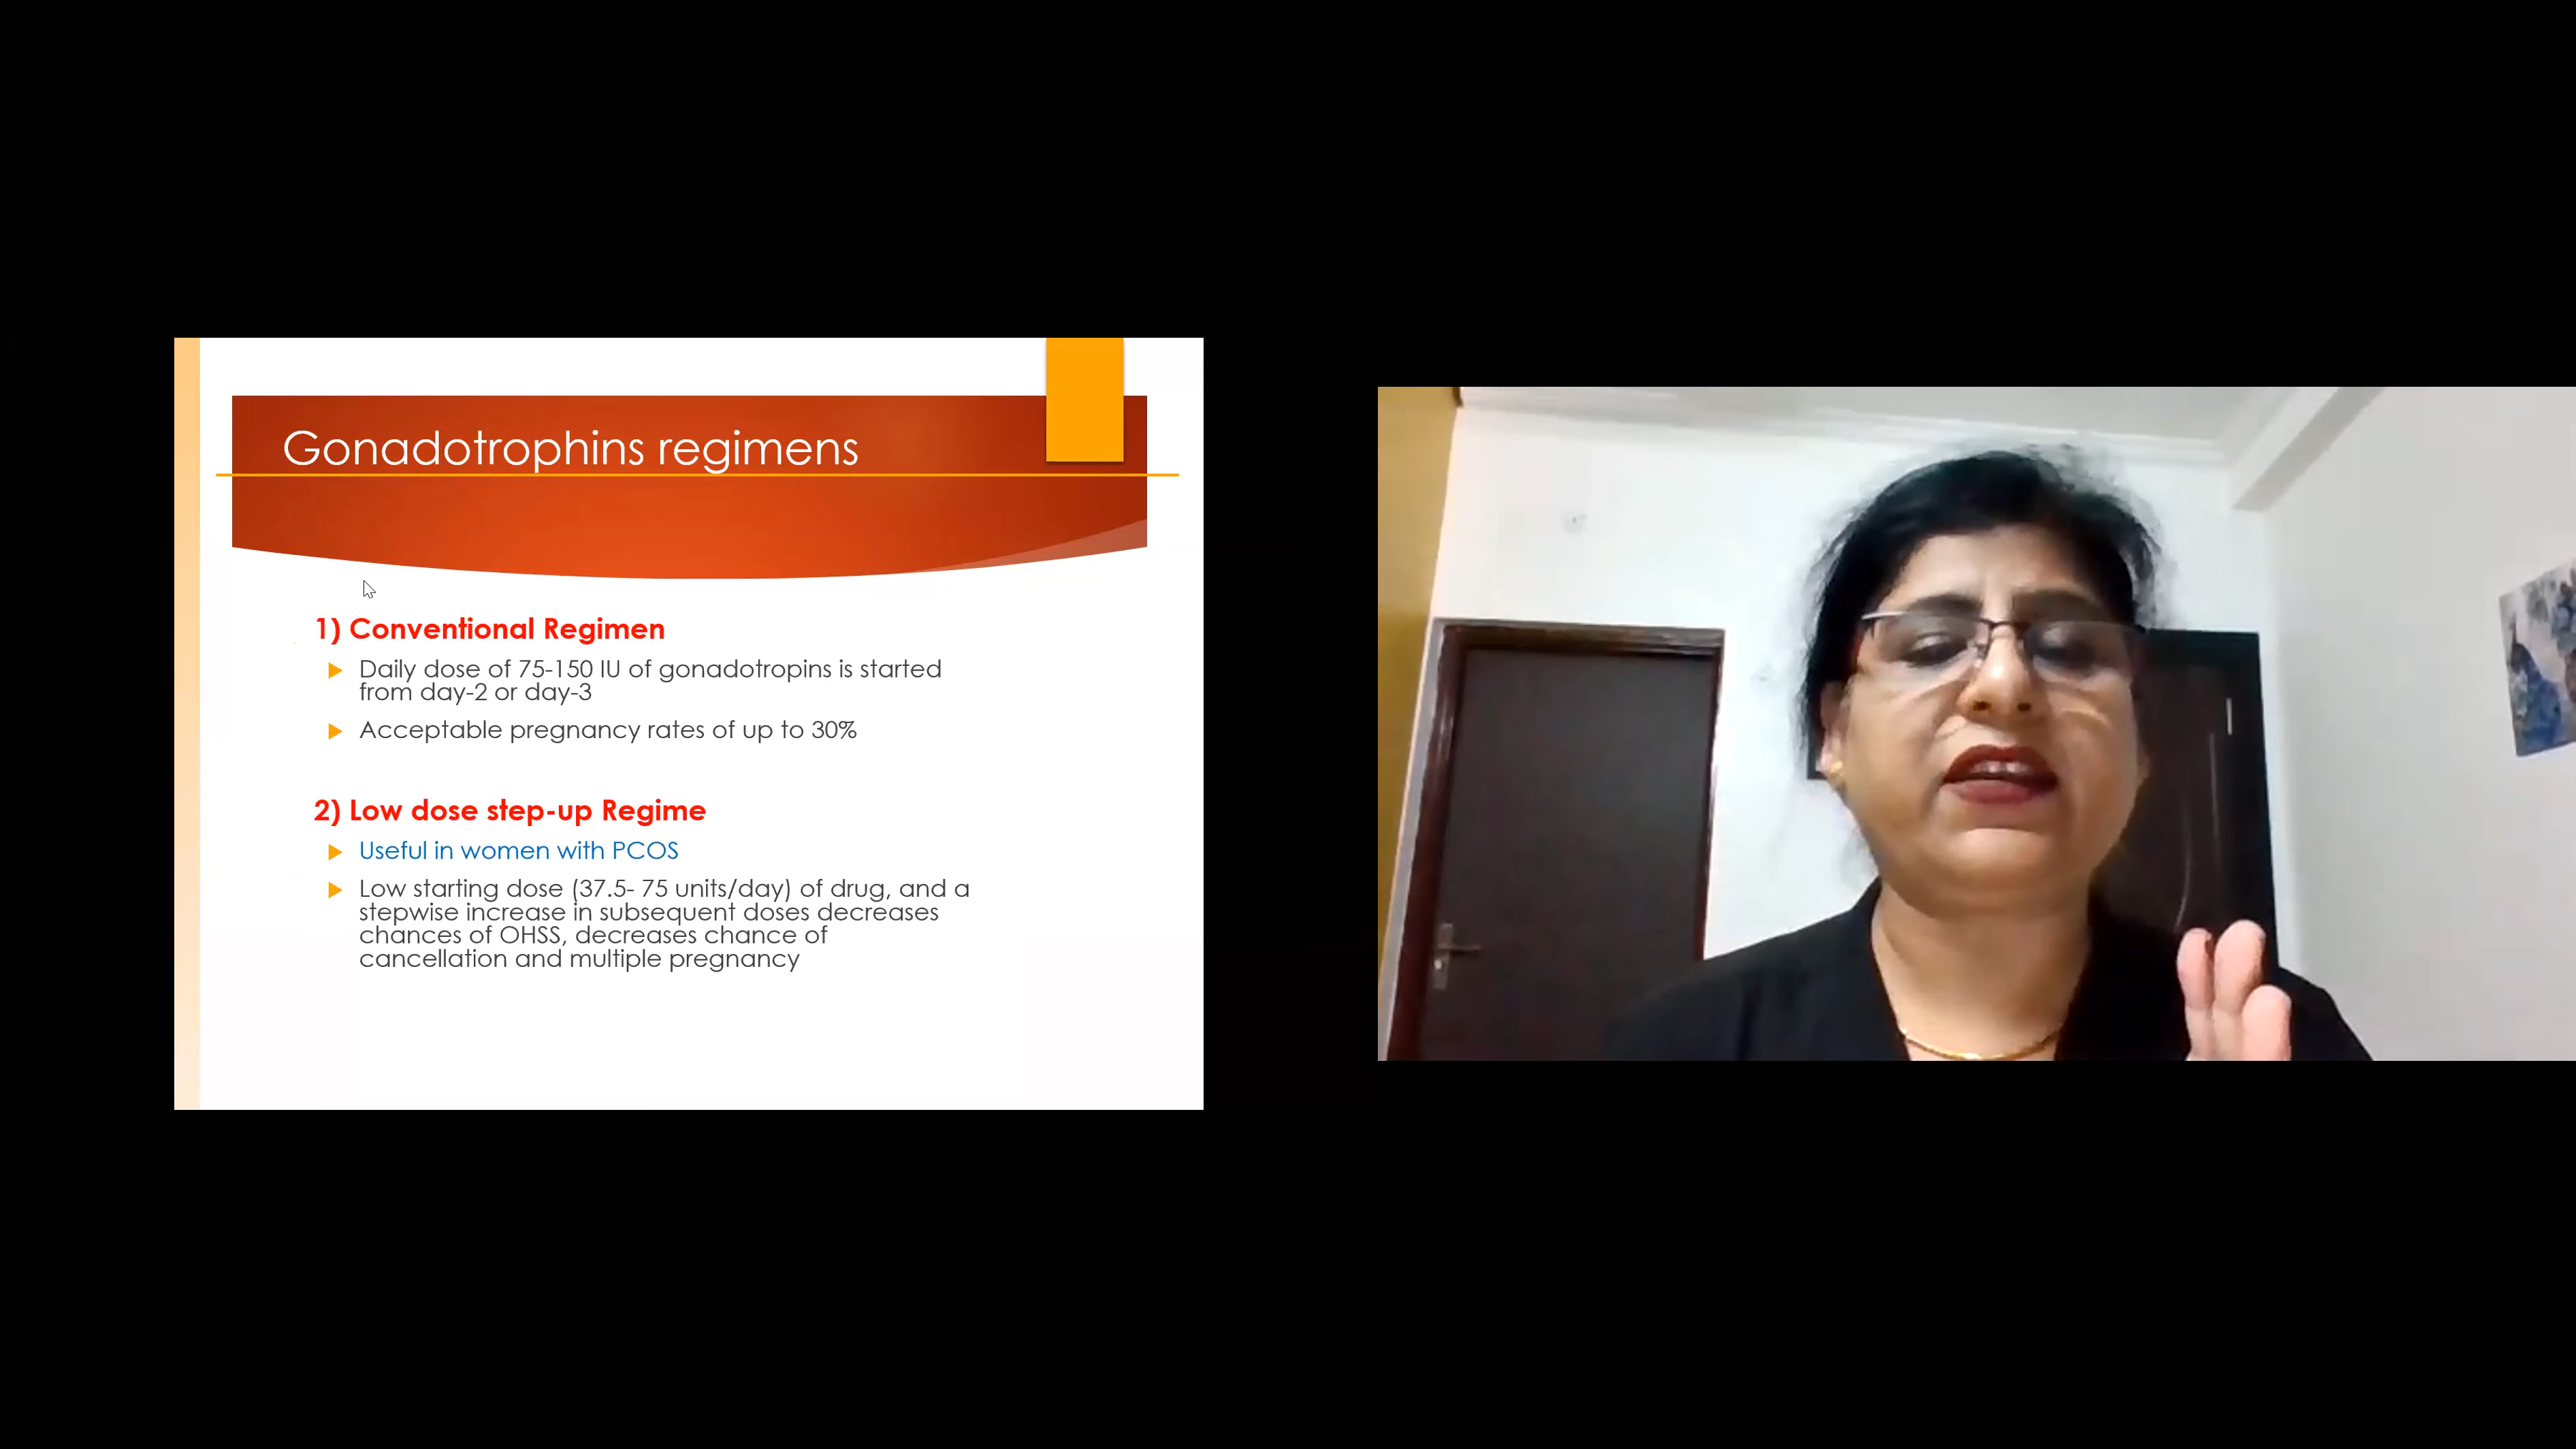 Gonadotrophins regimens
1) Conventional Regimen
Daily dose of 75-150 IU of gonadotropins is started
from day-2 or day-3
Acceptable pregnancy rates of up to 30%
2) Low dose step-up Regime
Useful in women with PCOS
Low starting dose (37.5- 75 units/day) of drug, and a
stepwise increase in subsequent doses decreases
chances of OHSS, decreases chance of
cancellation and multiple pregnancy